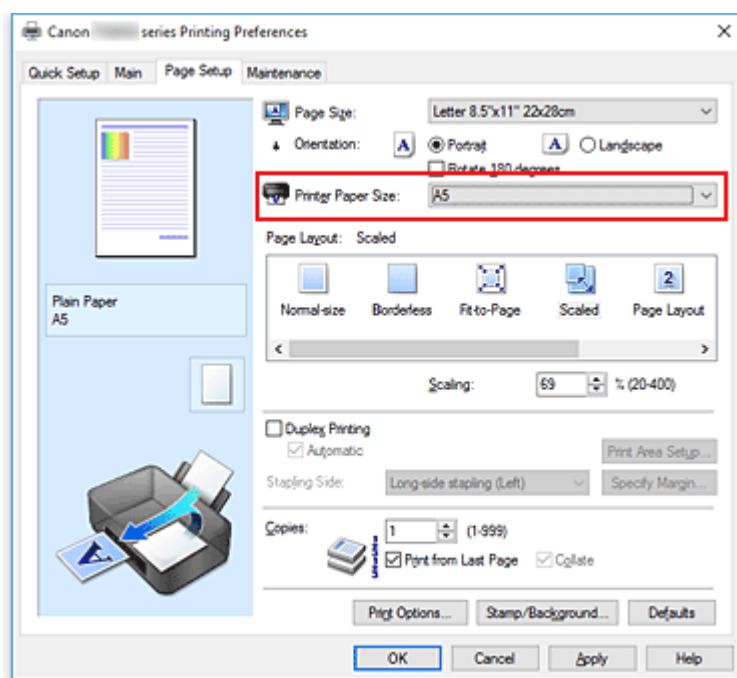 Canon series Printing Preferences
Quick Setup Main Page Setup Maintenance
Page Size: Letter 8.5"x11" 22x28cm
Orientation: A Portrait A Landscape
Rotate 180 degrees
Printer Paper Size: A5
Page Layout: Scaled
2
Normal-size Borderless Fit-to-Page Scaled Page Layout
Plain Paper
A5
Scaling: 69 % (20-400)
Duplex Printing
Automatic Print Area Setup...
Stapling Side: Long-side stapling (Left) Specify Margin...
Copies: 1 (1-999)
Print from Last Page Collate
A
Print Options... Stamp/Background... Defaults
OK Cancel Apply Help